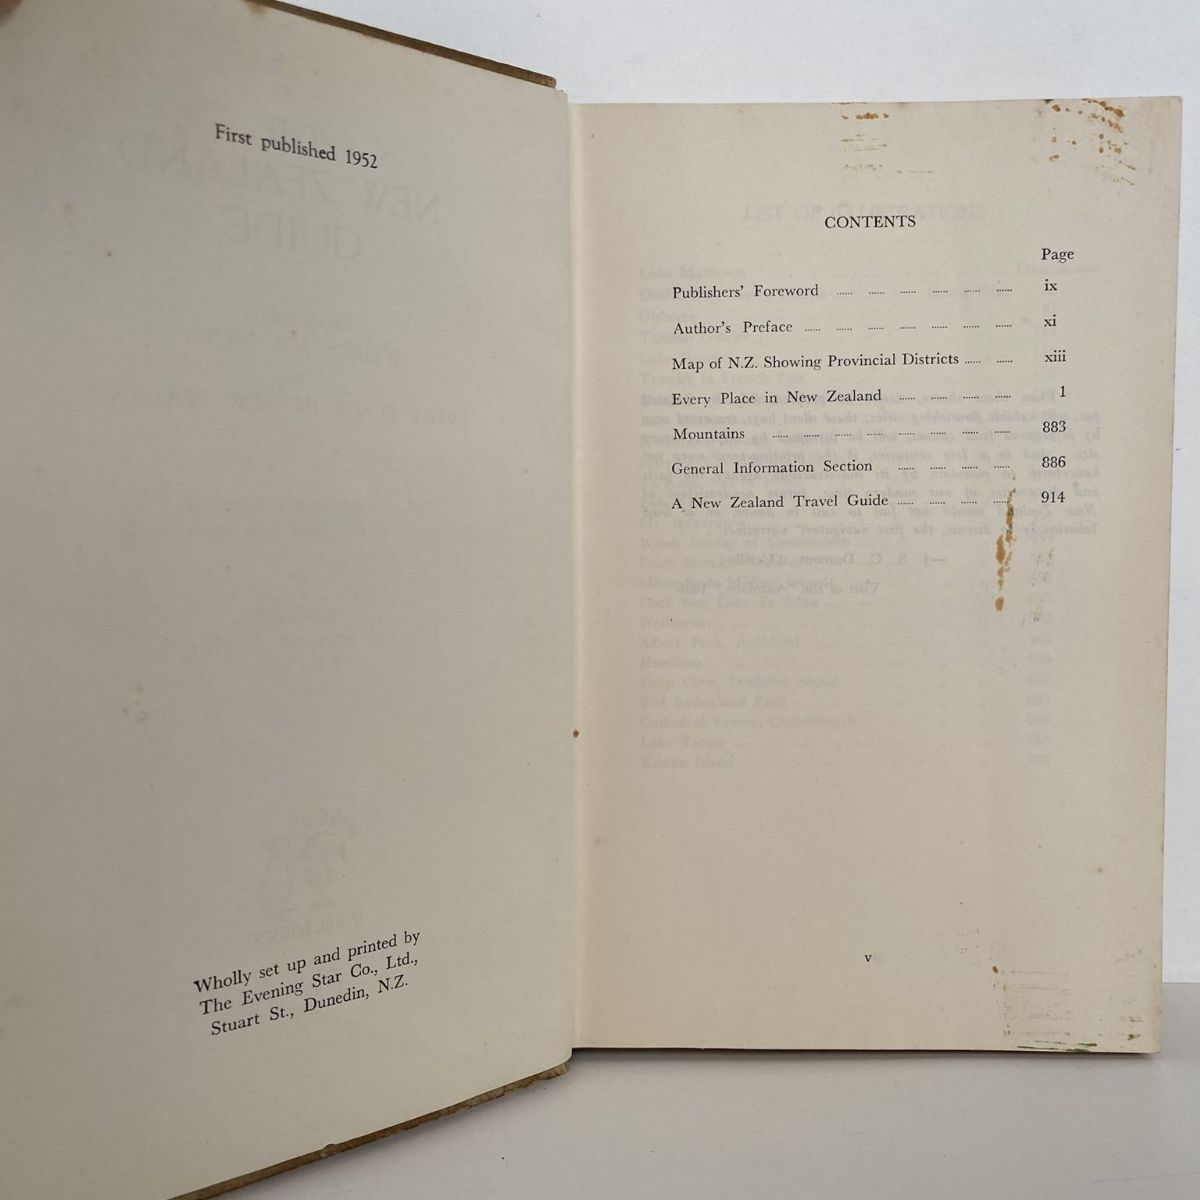 First published 1952
Wholly set up and printed by
The Evening Star Co., Ltd.,
Stuart St., Dunedin, N.Z.
CONTENTS
Page
Publishers' Foreword ...... ...... ...... ...... ...... ...... ix
Author's Preface ...... ...... ...... ...... ...... ...... ...... xi
Map of N.Z. Showing Provincial Districts ...... ...... xiii
Every Place in New Zealand ...... ...... ...... ...... 1
Mountains ...... ...... ...... ...... ...... ...... ...... ...... 883
General Information Section ...... ...... ...... ...... 886
A New Zealand Travel Guide ...... ...... ...... ...... 914
v